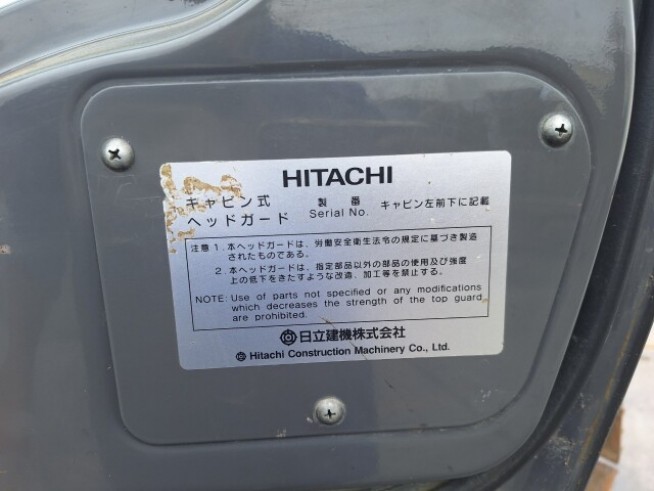 HITACHI
キャビン式 製番 キャビン左前下に記載
ヘッドガード Serial No.
注意 1. 本ヘッドガードは、労働安全衛生法令の規定に基づき製造
されたものである。
2. 本ヘッドガードは、指定部品以外の部品の使用及び強度
上の低下をきたすような改造、加工等を禁止する。
NOTE: Use of parts not specified or any modifications
which decreases the strength of the top guard
are prohibited.
日立建機株式会社
Hitachi Construction Machinery Co., Ltd.